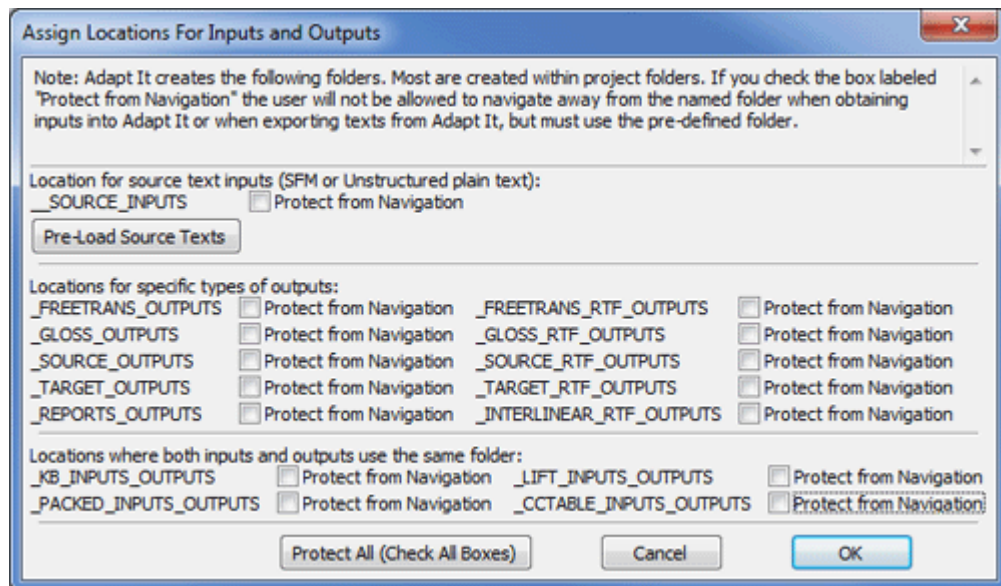 Assign Locations For Inputs and Outputs
Note: Adapt It creates the following folders. Most are created within project folders. If you check the box labeled
"Protect from Navigation" the user will not be allowed to navigate away from the named folder when obtaining
inputs into Adapt It or when exporting texts from Adapt It, but must use the pre-defined folder.
Location for source text inputs (SFM or Unstructured plain text):
__SOURCE_INPUTS Protect from Navigation
Pre-Load Source Texts
Locations for specific types of outputs:
_FREETRANS_OUTPUTS Protect from Navigation _FREETRANS_RTF_OUTPUTS Protect from Navigation
_GLOSS_OUTPUTS Protect from Navigation _GLOSS_RTF_OUTPUTS Protect from Navigation
_SOURCE_OUTPUTS Protect from Navigation _SOURCE_RTF_OUTPUTS Protect from Navigation
_TARGET_OUTPUTS Protect from Navigation _TARGET_RTF_OUTPUTS Protect from Navigation
_REPORTS_OUTPUTS Protect from Navigation _INTERLINEAR_RTF_OUTPUTS Protect from Navigation
Locations where both inputs and outputs use the same folder:
_KB_INPUTS_OUTPUTS Protect from Navigation _LIFT_INPUTS_OUTPUTS Protect from Navigation
_PACKED_INPUTS_OUTPUTS Protect from Navigation _CCTABLE_INPUTS_OUTPUTS Protect from Navigation
Protect All (Check All Boxes) Cancel OK